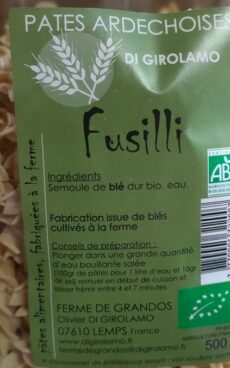 PATES ARDECHOISES
DI GIROLAMO
Fusilli
pâtes alimentaires, fabriquées à la ferme
Ingrédients
Semoule de blé dur bio, eau.
Fabrication issue de blés
cultivés à la ferme
Conseils de préparation :
Plonger dans une grande quantité
d'eau bouillante salée
(100gr de pâtes pour 1 litre d'eau et 10gr
de sel) remuer en début de cuisson et
laisser frémir entre 4 et 7 minutes
FERME DE GRANDOS
Olivier DI GIROLAMO
07610 LEMPS France
www.digirolamo.fr
fermedegrandos@digirolamo.fr
AB
500